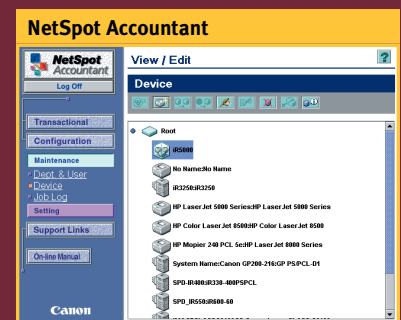 NetSpot Accountant
NetSpot
Accountant
Log Off
Transactional
Configuration
Maintenance
Dept. & User
Device
Job Log
Setting
Support Links
On-line Manual
Canon
View / Edit
?
Device
Root
iR5000
No Name:No Name
iR3250:iR3250
HP LaserJet 5000 Series:HP LaserJet 5000 Series
HP Color LaserJet 8500:HP Color LaserJet 8500
HP Mopier 240 PCL 5e:HP LaserJet 8000 Series
System Name:Canon GP200-216:GP PS/PCL-D1
SPD-IR400:iR330-400PSPCL
SPD_IR550:iR600-60